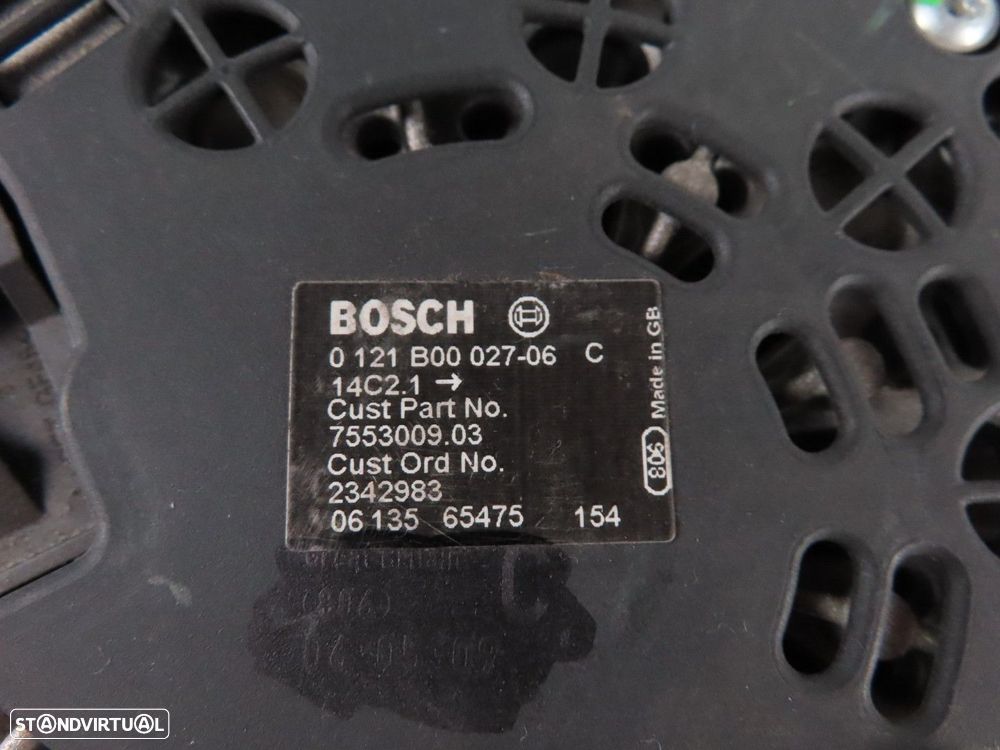 BOSCH
0 121 B00 027-06 C
14C2.1 →
Cust Part No.
7553009.03
Cust Ord No.
2342983
06 135 65475 154
Made in GB
806
STANDVIRTUAL